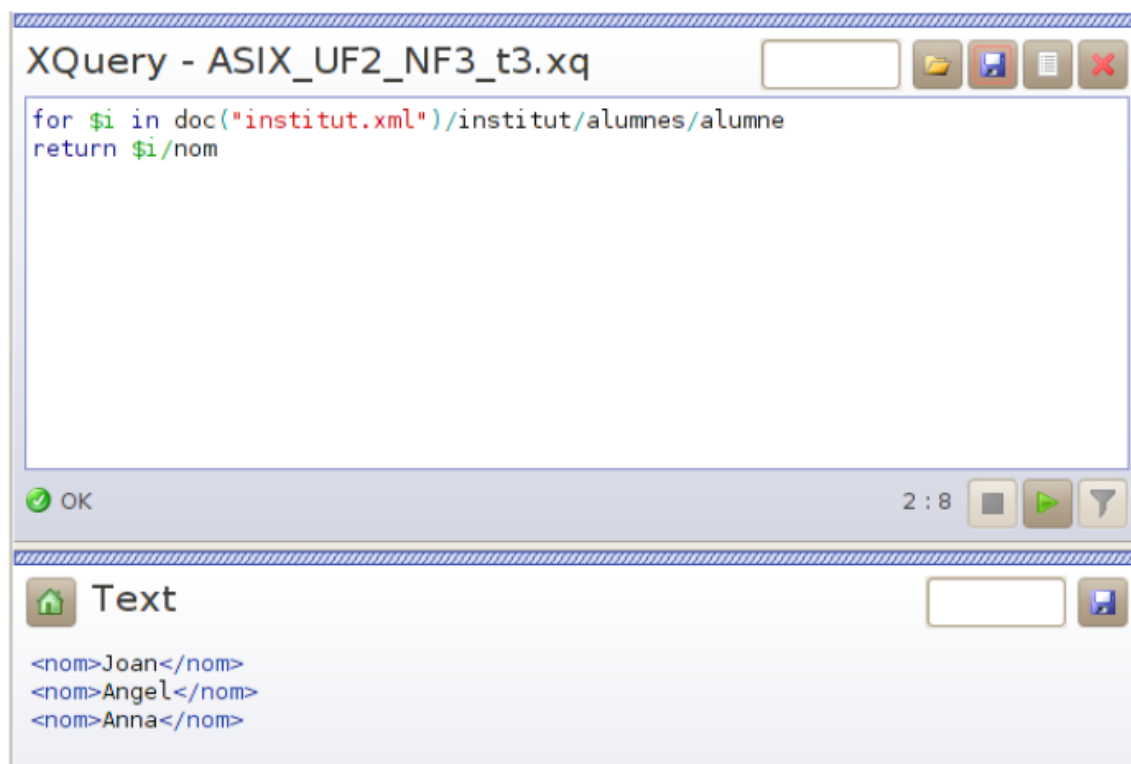 XQuery - ASIX_UF2_NF3_t3.xq
for $i in doc("institut.xml")/institut/alumnes/alumne
return $i/nom
OK
2 : 8
Text
<nom>Joan</nom>
<nom>Angel</nom>
<nom>Anna</nom>